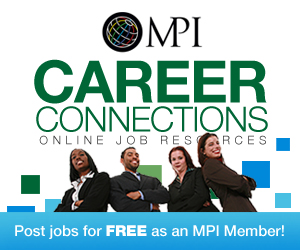 MPI
CAREER
CONNECTIONS
ONLINE JOB RESOURCES
Post jobs for FREE as an MPI Member!